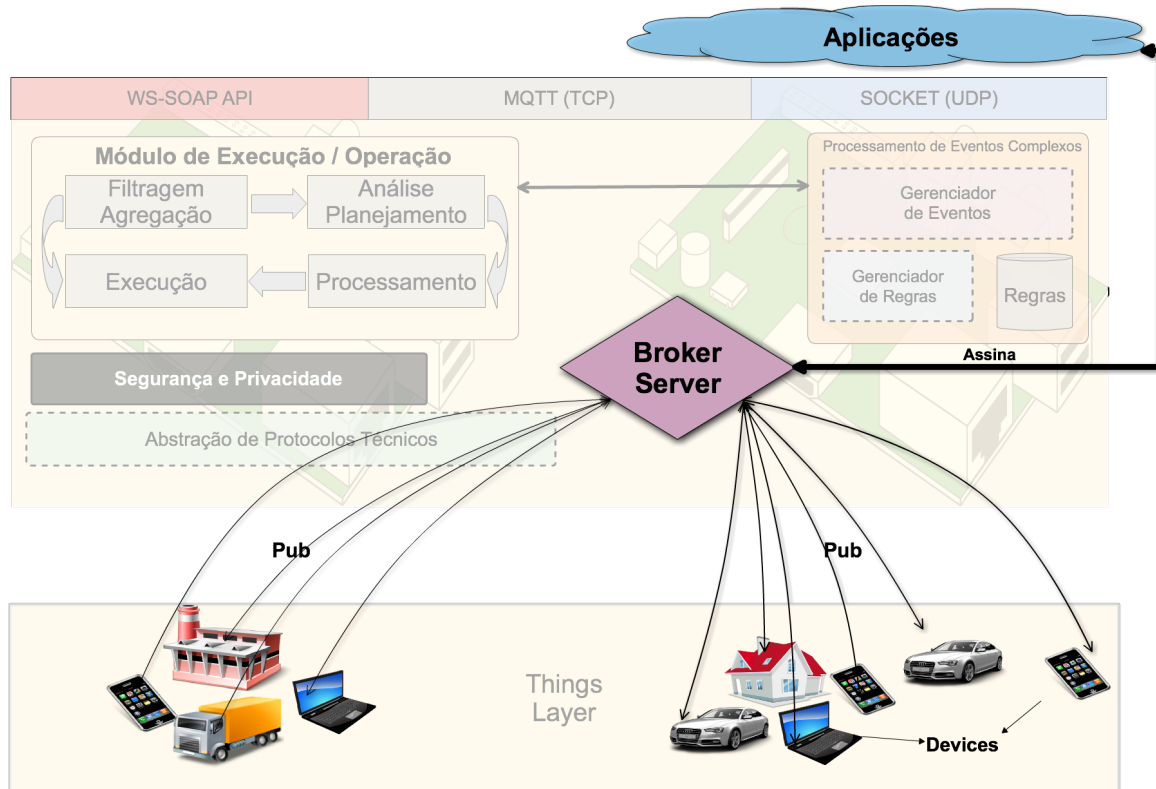 Aplicações
WS-SOAP API
MQTT (TCP)
SOCKET (UDP)
Módulo de Execução / Operação
Filtragem
Agregação
Análise
Planejamento
Execução
Processamento
Processamento de Eventos Complexos
Gerenciador
de Eventos
Gerenciador
de Regras
Regras
Broker
Server
Assina
Segurança e Privacidade
Abstração de Protocolos Técnicos
Pub
Pub
Things
Layer
Devices